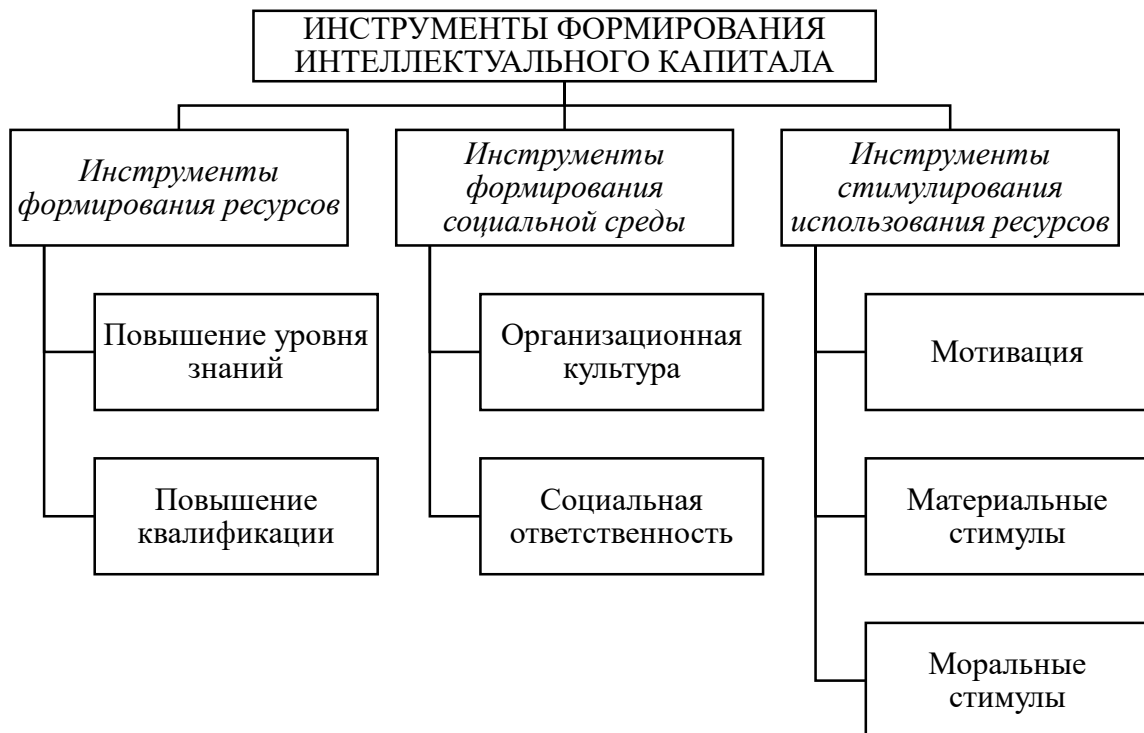 ИНСТРУМЕНТЫ ФОРМИРОВАНИЯ
ИНТЕЛЛЕКТУАЛЬНОГО КАПИТАЛА
Инструменты
формирования ресурсов
Повышение уровня
знаний
Повышение
квалификации
Инструменты
формирования
социальной среды
Организационная
культура
Социальная
ответственность
Инструменты
стимулирования
использования ресурсов
Мотивация
Материальные
стимулы
Моральные
стимулы